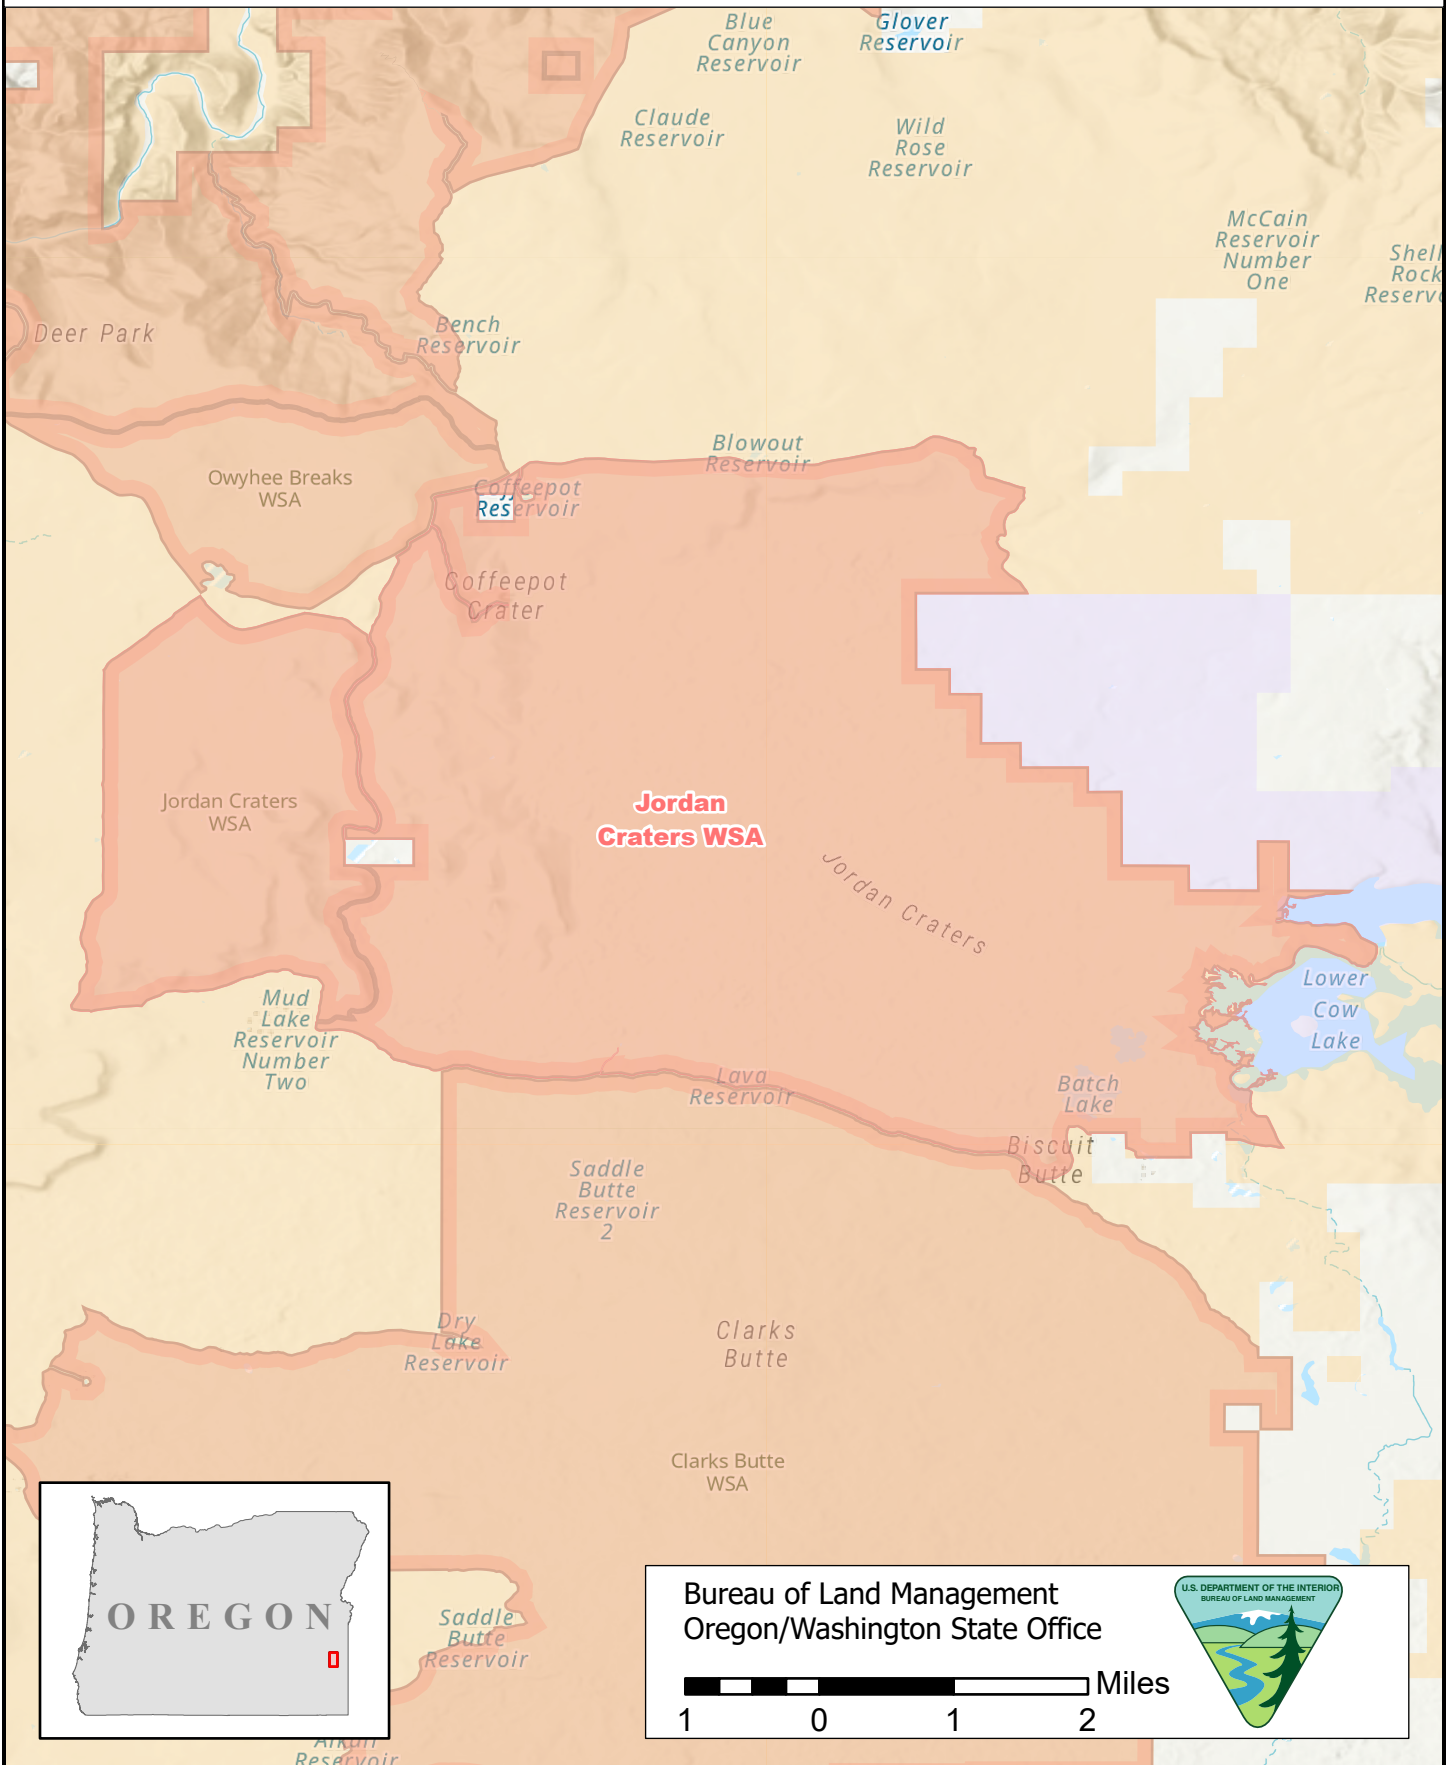 Blue
Canyon
Reservoir
Glover
Reservoir
Claude
Reservoir
Wild
Rose
Reservoir
McCain
Reservoir
Number
One
Shell
Rock
Reservo
Deer Park
Bench
Reservoir
Blowout
Reservoir
Owyhee Breaks
WSA
Coffeepot
Reservoir
Coffeepot
Crater
Jordan Craters
WSA
Jordan
Craters WSA
Jordan Craters
Lower
Cow
Lake
Mud
Lake
Reservoir
Number
Two
Lava
Reservoir
Batch
Lake
Biscuit
Butte
Saddle
Butte
Reservoir
2
Dry
Lake
Reservoir
Clarks
Butte
Clarks Butte
WSA
OREGON
Saddle
Butte
Reservoir
Reservoir
Bureau of Land Management
Oregon/Washington State Office
Miles
1 0 1 2
U.S. DEPARTMENT OF THE INTERIOR
BUREAU OF LAND MANAGEMENT